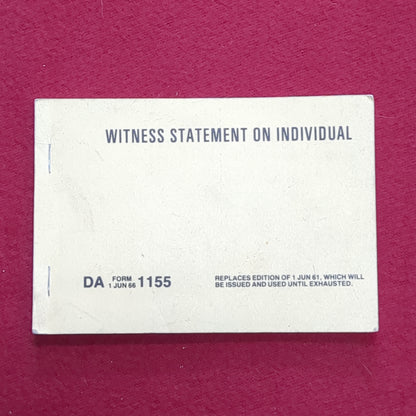 WITNESS STATEMENT ON INDIVIDUAL
DA FORM 1 JUN 66 1155
REPLACES EDITION OF 1 JUN 61, WHICH WILL
BE ISSUED AND USED UNTIL EXHAUSTED.